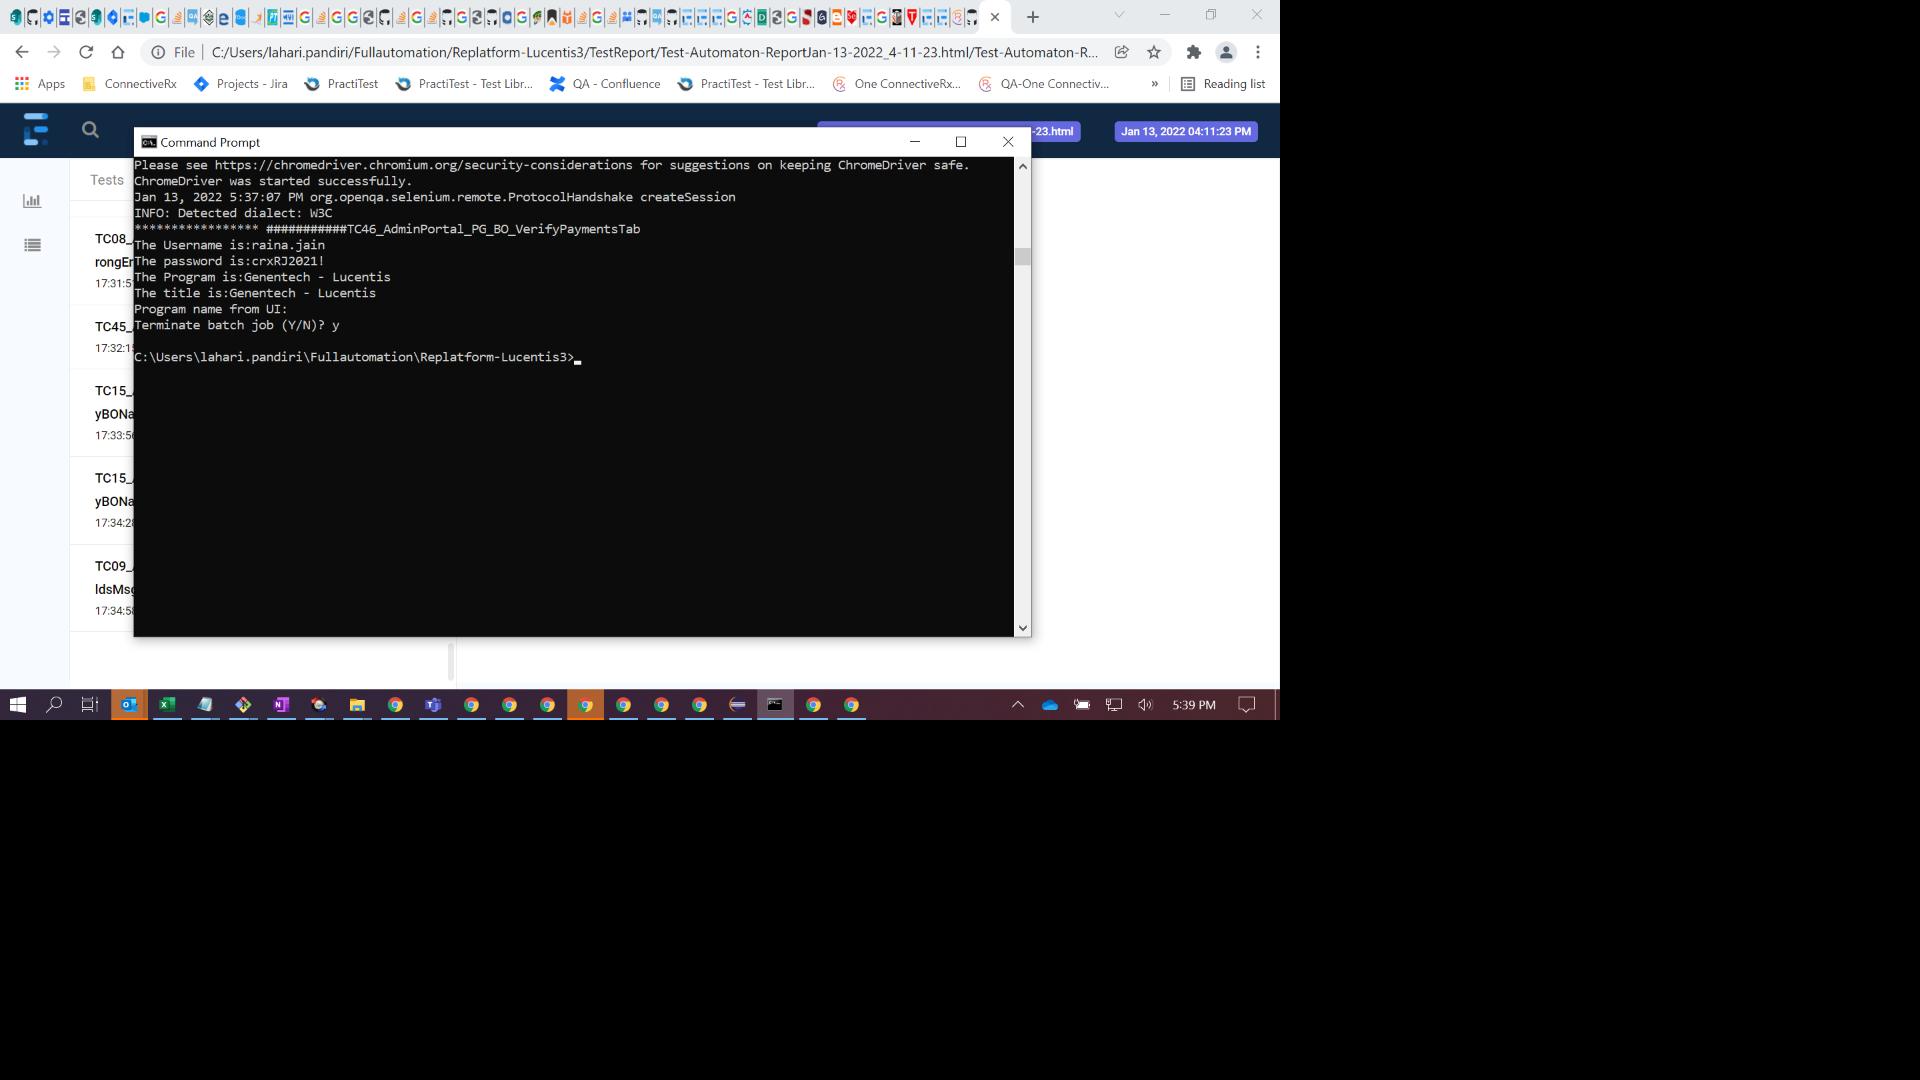 File C:/Users/lahari.pandiri/Fullautomation/Replatform-Lucentis3/TestReport/Test-Automaton-ReportJan-13-2022_4-11-23.html/Test-Automaton-R...
Apps ConnectiveRx Projects - Jira PractiTest PractiTest - Test Libr... QA - Confluence PractiTest - Test Libr... One ConnectiveRx... QA-One Connectiv... » Reading list
-23.html Jan 13, 2022 04:11:23 PM
Command Prompt
Please see https://chromedriver.chromium.org/security-considerations for suggestions on keeping ChromeDriver safe.
ChromeDriver was started successfully.
Jan 13, 2022 5:37:07 PM org.openqa.selenium.remote.ProtocolHandshake createSession
INFO: Detected dialect: W3C
***************** ###########TC46_AdminPortal_PG_BO_VerifyPaymentsTab
The Username is:raina.jain
The password is:crxRJ2021!
The Program is:Genentech - Lucentis
The title is:Genentech - Lucentis
Program name from UI:
Terminate batch job (Y/N)? y
C:\Users\lahari.pandiri\Fullautomation\Replatform-Lucentis3>
Tests
TC08_
rongEr
17:31:5
TC45_
17:32:1
TC15_
yBONa
17:33:5
TC15_
yBONa
17:34:28
TC09_
ldsMsg
17:34:58
5:39 PM